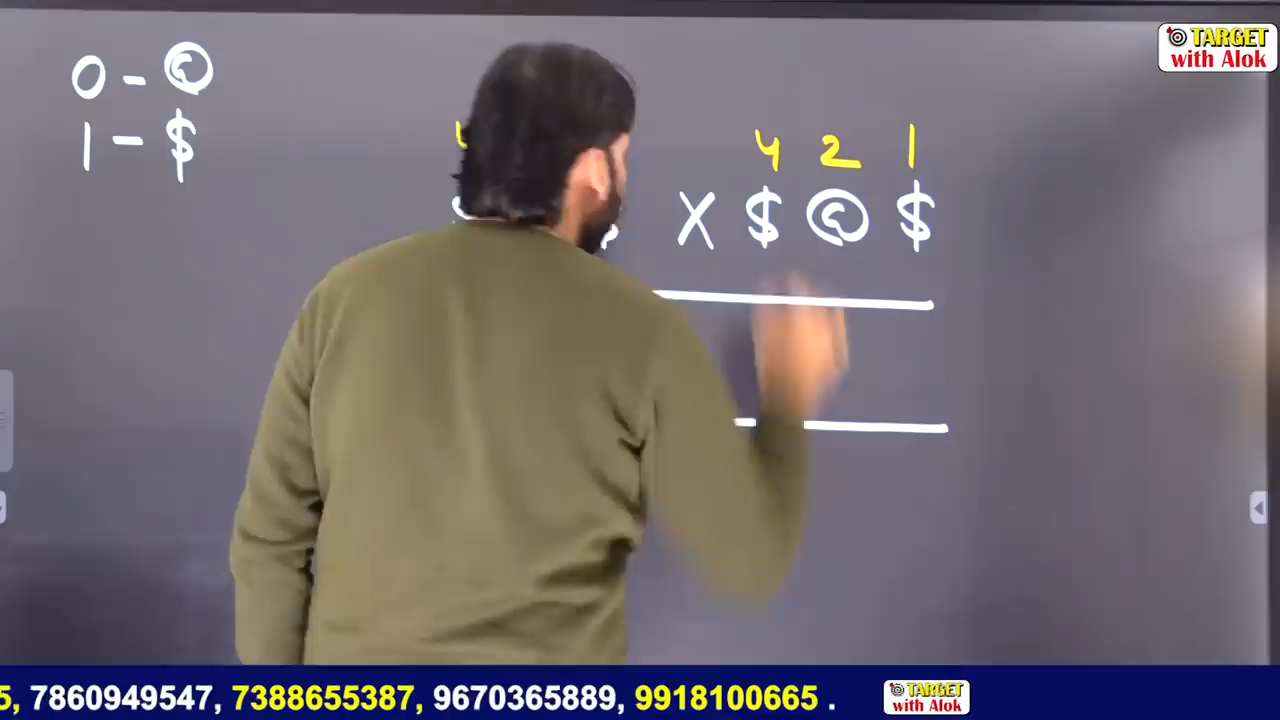 TARGET
with Alok
0 - @
1 - $
4 2 1
X $ @ $
5, 7860949547, 7388655387, 9670365889, 9918100665 .
TARGET
with Alok